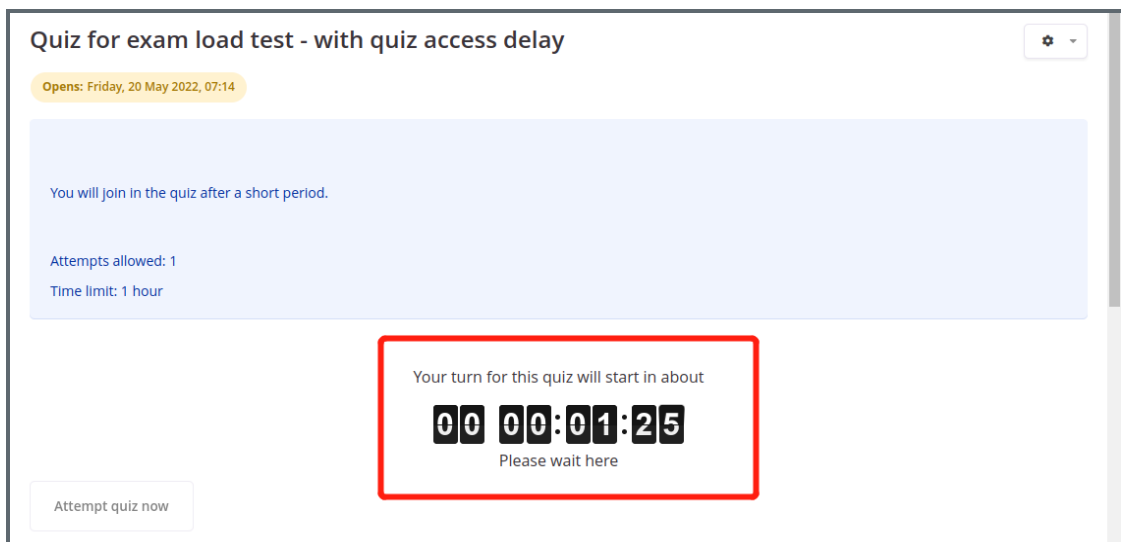 Quiz for exam load test - with quiz access delay
Opens: Friday, 20 May 2022, 07:14
You will join in the quiz after a short period.
Attempts allowed: 1
Time limit: 1 hour
Your turn for this quiz will start in about
00 00:01:25
Please wait here
Attempt quiz now